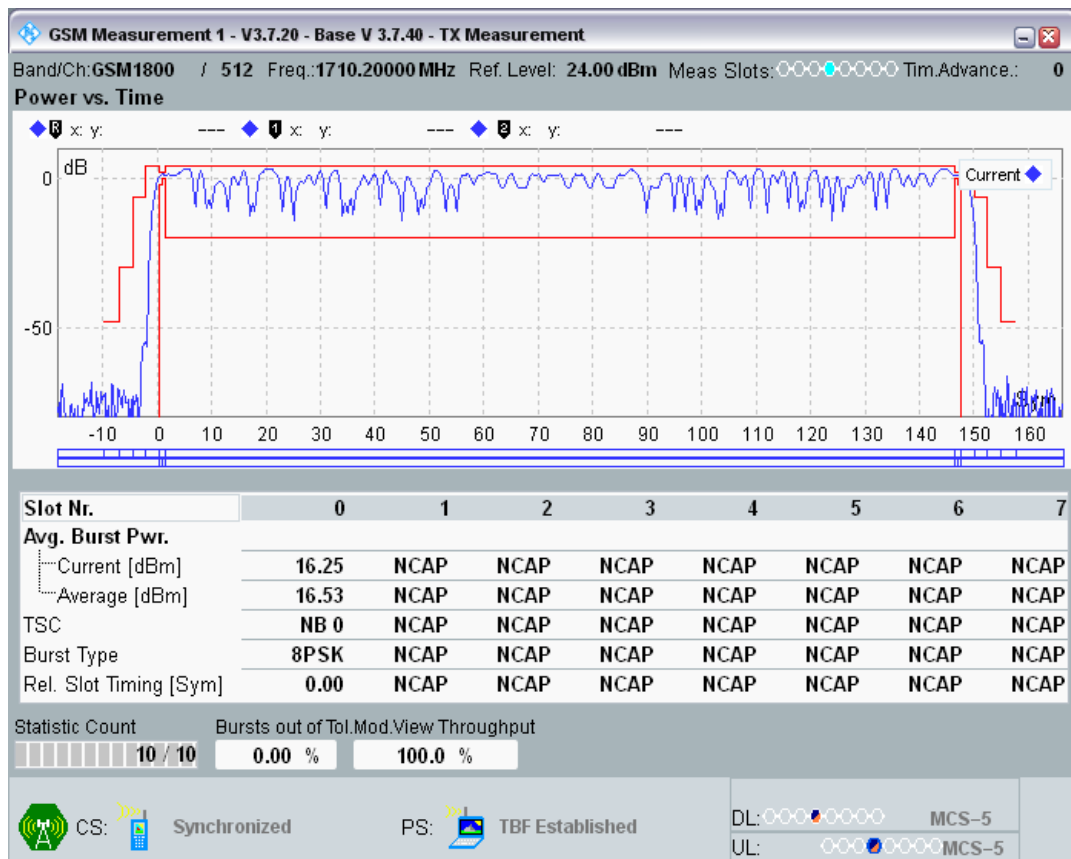 GSM Measurement 1 - V3.7.20 - Base V 3.7.40 - TX Measurement
Band/Ch:GSM1800 / 512 Freq.:1710.20000 MHz Ref. Level: 24.00 dBm Meas Slots: Tim.Advance.: 0
Power vs. Time
R x: y: --- 1 x: y: --- 2 x: y: ---
dB
0
Current
-50
Sym
-10 0 10 20 30 40 50 60 70 80 90 100 110 120 130 140 150 160
Slot Nr. 0 1 2 3 4 5 6 7
Avg. Burst Pwr.
Current [dBm] 16.25 NCAP NCAP NCAP NCAP NCAP NCAP NCAP
Average [dBm] 16.53 NCAP NCAP NCAP NCAP NCAP NCAP NCAP
TSC NB 0 NCAP NCAP NCAP NCAP NCAP NCAP NCAP
Burst Type 8PSK NCAP NCAP NCAP NCAP NCAP NCAP NCAP
Rel. Slot Timing [Sym] 0.00 NCAP NCAP NCAP NCAP NCAP NCAP NCAP
Statistic Count Bursts out of Tol.Mod.View Throughput
10 / 10 0.00 % 100.0 %
CS: Synchronized PS: TBF Established
DL: MCS-5
UL: MCS-5